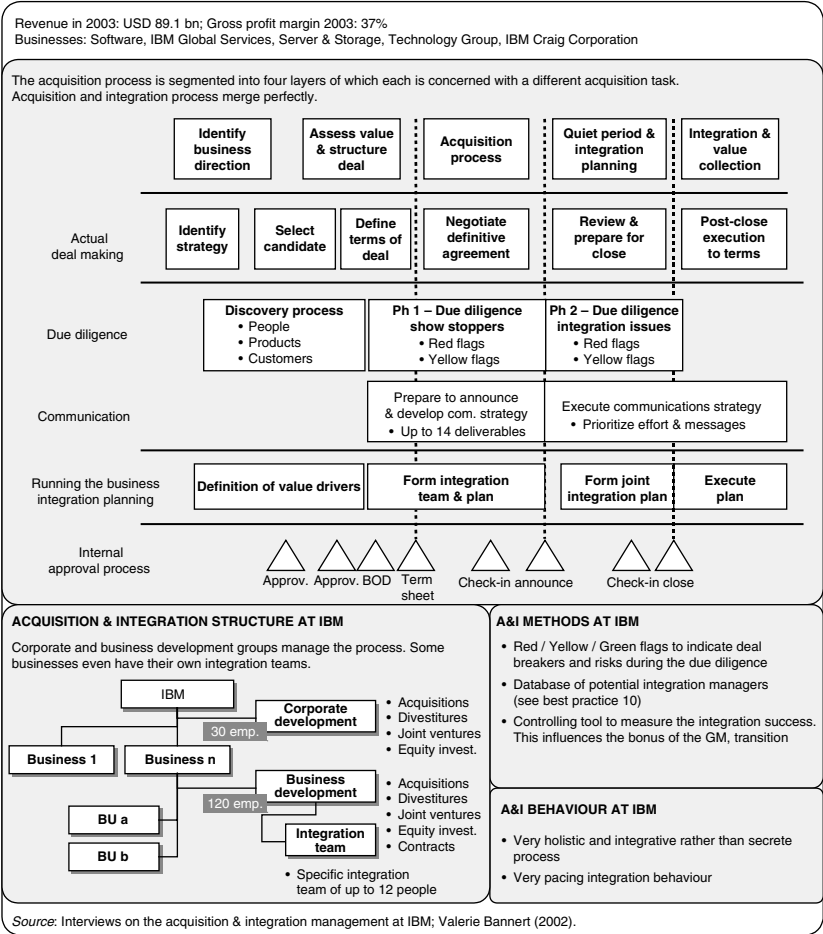 Revenue in 2003: USD 89.1 bn; Gross profit margin 2003: 37%
Businesses: Software, IBM Global Services, Server & Storage, Technology Group, IBM Craig Corporation
The acquisition process is segmented into four layers of which each is concerned with a different acquisition task.
Acquisition and integration process merge perfectly.
Identify
business
direction
Assess value
& structure
deal
Acquisition
process
Quiet period &
integration
planning
Integration &
value
collection
Actual
deal making
Identify
strategy
Select
candidate
Define
terms of
deal
Negotiate
definitive
agreement
Review &
prepare for
close
Post-close
execution
to terms
Due diligence
Discovery process
• People
• Products
• Customers
Ph 1 – Due diligence
show stoppers
• Red flags
• Yellow flags
Ph 2 – Due diligence
integration issues
• Red flags
• Yellow flags
Communication
Prepare to announce
& develop com. strategy
• Up to 14 deliverables
Execute communications strategy
• Prioritize effort & messages
Running the business
integration planning
Definition of value drivers
Form integration
team & plan
Form joint
integration plan
Execute
plan
Internal
approval process
Approv.
Approv.
BOD
Term
sheet
Check-in
announce
Check-in
close
ACQUISITION & INTEGRATION STRUCTURE AT IBM
Corporate and business development groups manage the process. Some
businesses even have their own integration teams.
IBM
Corporate
development
30 emp.
• Acquisitions
• Divestitures
• Joint ventures
• Equity invest.
Business 1
Business n
Business
development
120 emp.
• Acquisitions
• Divestitures
• Joint ventures
• Equity invest.
• Contracts
BU a
BU b
Integration
team
• Specific integration
team of up to 12 people
A&I METHODS AT IBM
• Red / Yellow / Green flags to indicate deal
breakers and risks during the due diligence
• Database of potential integration managers
(see best practice 10)
• Controlling tool to measure the integration success.
This influences the bonus of the GM, transition
A&I BEHAVIOUR AT IBM
• Very holistic and integrative rather than secrete
process
• Very pacing integration behaviour
Source: Interviews on the acquisition & integration management at IBM; Valerie Bannert (2002).